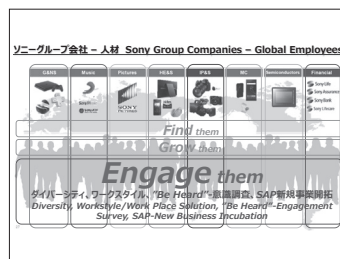 ソニーグループ会社 – 人材 Sony Group Companies – Global Employees
G&NS Music Pictures HE&S IP&S MC Semiconductors Financial
SONY
Sony Life
Sony Assurance
Sony Bank
Sony Lifecare
Find them
Grow them
Engage them
ダイバーシティ、ワークスタイル、"Be Heard"-意識調査、SAP新規事業開拓
Diversity, Workstyle/Work Place Solution, "Be Heard"-Engagement
Survey, SAP-New Business Incubation